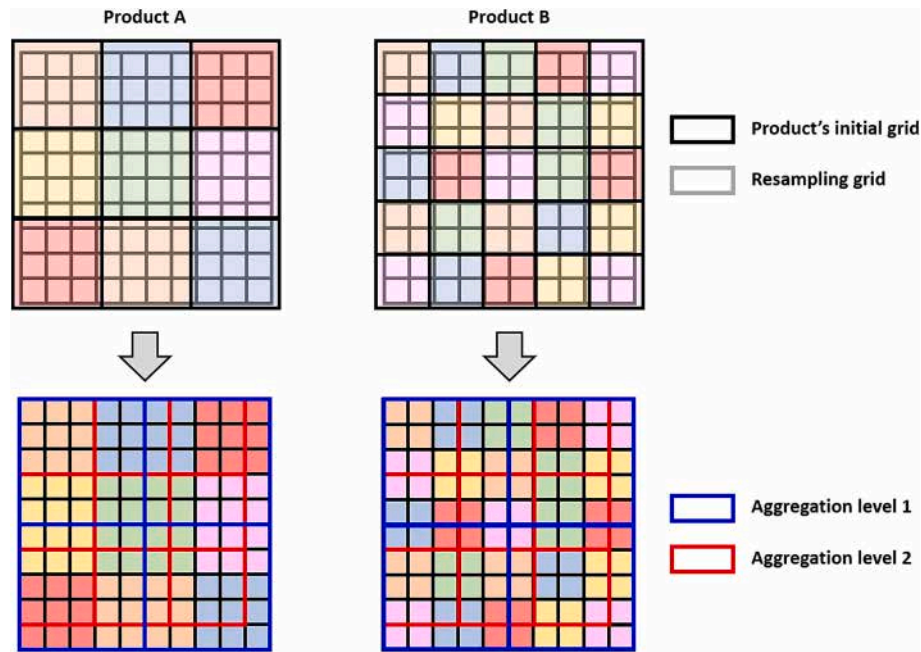 Product A
Product B
Product's initial grid
Resampling grid
Aggregation level 1
Aggregation level 2